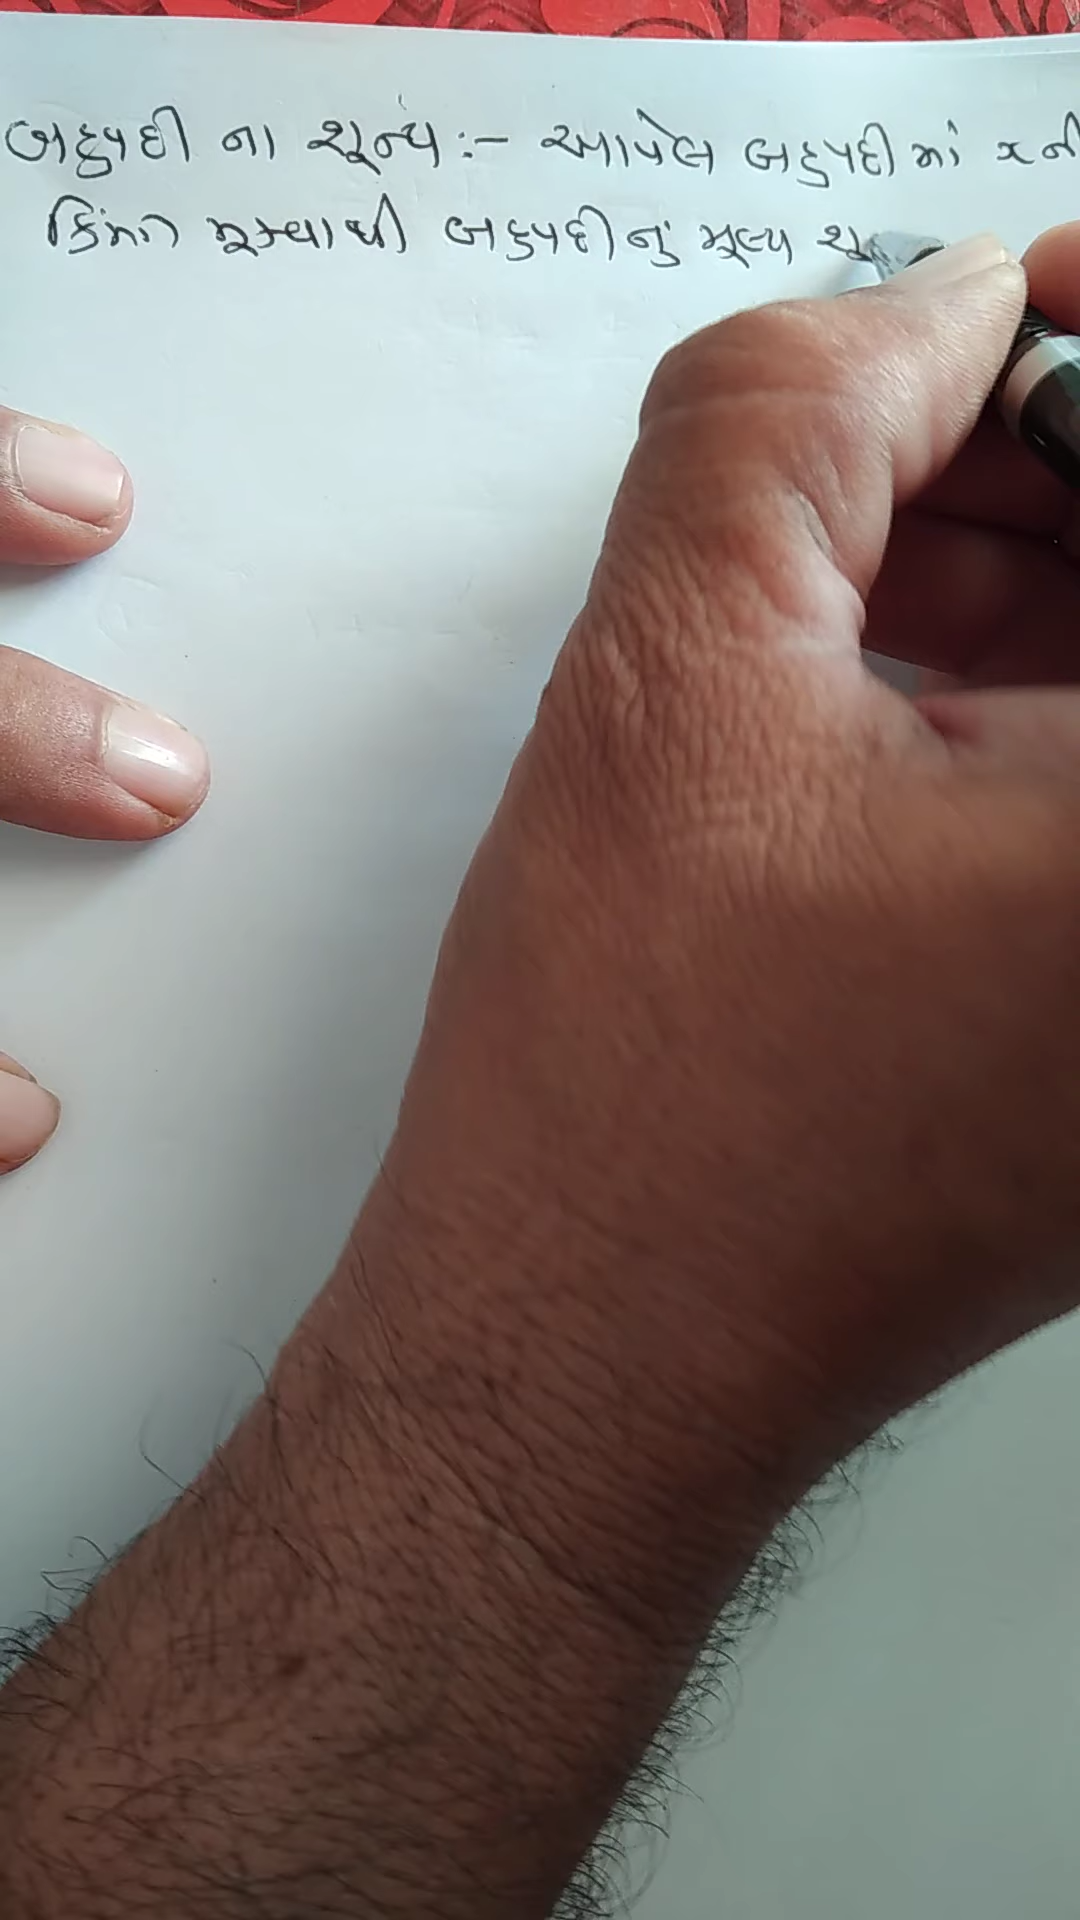 બહુપદી ના શૂન્ય :- આપેલ બહુપદી માં x ની
કિંમત મૂકવાથી બહુપદીનું મૂલ્ય શૂ